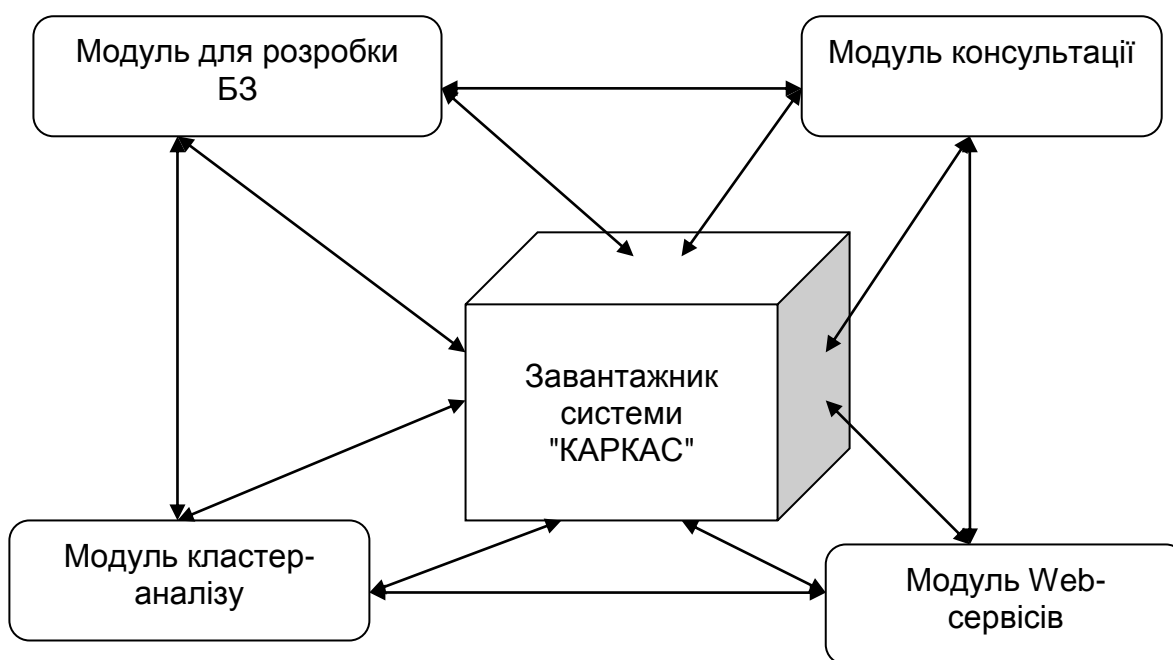 Модуль для розробки
БЗ
Модуль консультації
Завантажник
системи
"КАРКАС"
Модуль кластер-
аналізу
Модуль Web-
сервісів